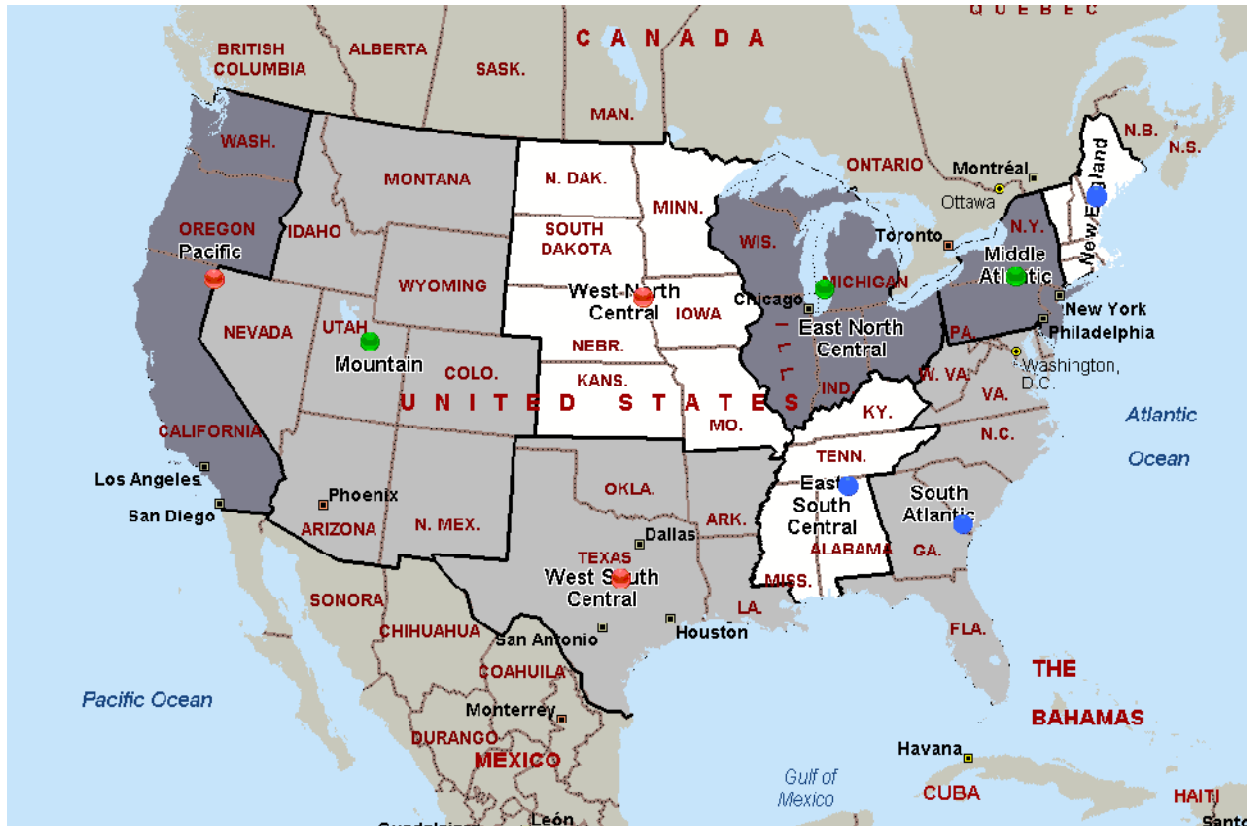 QUEBEC
CANADA
BRITISH
COLUMBIA
ALBERTA
SASK.
MAN.
ONTARIO
N.B.
N.S.
Montréal
Ottawa
Toronto
WASH.
MONTANA
N. DAK.
MINN.
OREGON
Pacific
IDAHO
SOUTH
DAKOTA
WIS.
MICHIGAN
N.Y.
Middle
Atlantic
New England
WYOMING
West North
Central
IOWA
Chicago
East North
Central
New York
Philadelphia
PA.
NEVADA
UTAH
Mountain
NEBR.
COLO.
KANS.
ILL
IND.
W. VA.
Washington,
D.C.
VA.
UNITED STATES
MO.
KY.
N.C.
Atlantic
Ocean
CALIFORNIA
Los Angeles
San Diego
Phoenix
ARIZONA
N. MEX.
OKLA.
ARK.
TENN.
East
South
Central
South
Atlantic
Dallas
TEXAS
West South
Central
ALABAMA
GA.
MISS.
LA.
SONORA
CHIHUAHUA
San Antonio
Houston
FLA.
COAHUILA
THE
BAHAMAS
Pacific Ocean
Monterrey
DURANGO
MEXICO
Havana
Gulf of
Mexico
CUBA
HAITI
León